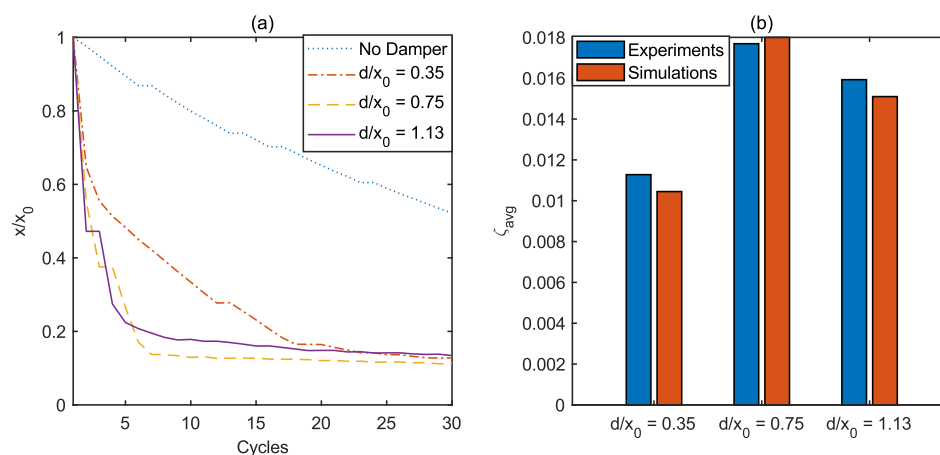 (a)
1
0.8
0.6
0.4
0.2
0
x/x0
5
10
15
20
25
30
Cycles
No Damper
d/x0 = 0.35
d/x0 = 0.75
d/x0 = 1.13
(b)
0.018
0.016
0.014
0.012
0.01
0.008
0.006
0.004
0.002
0
ζavg
Experiments
Simulations
d/x0 = 0.35
d/x0 = 0.75
d/x0 = 1.13